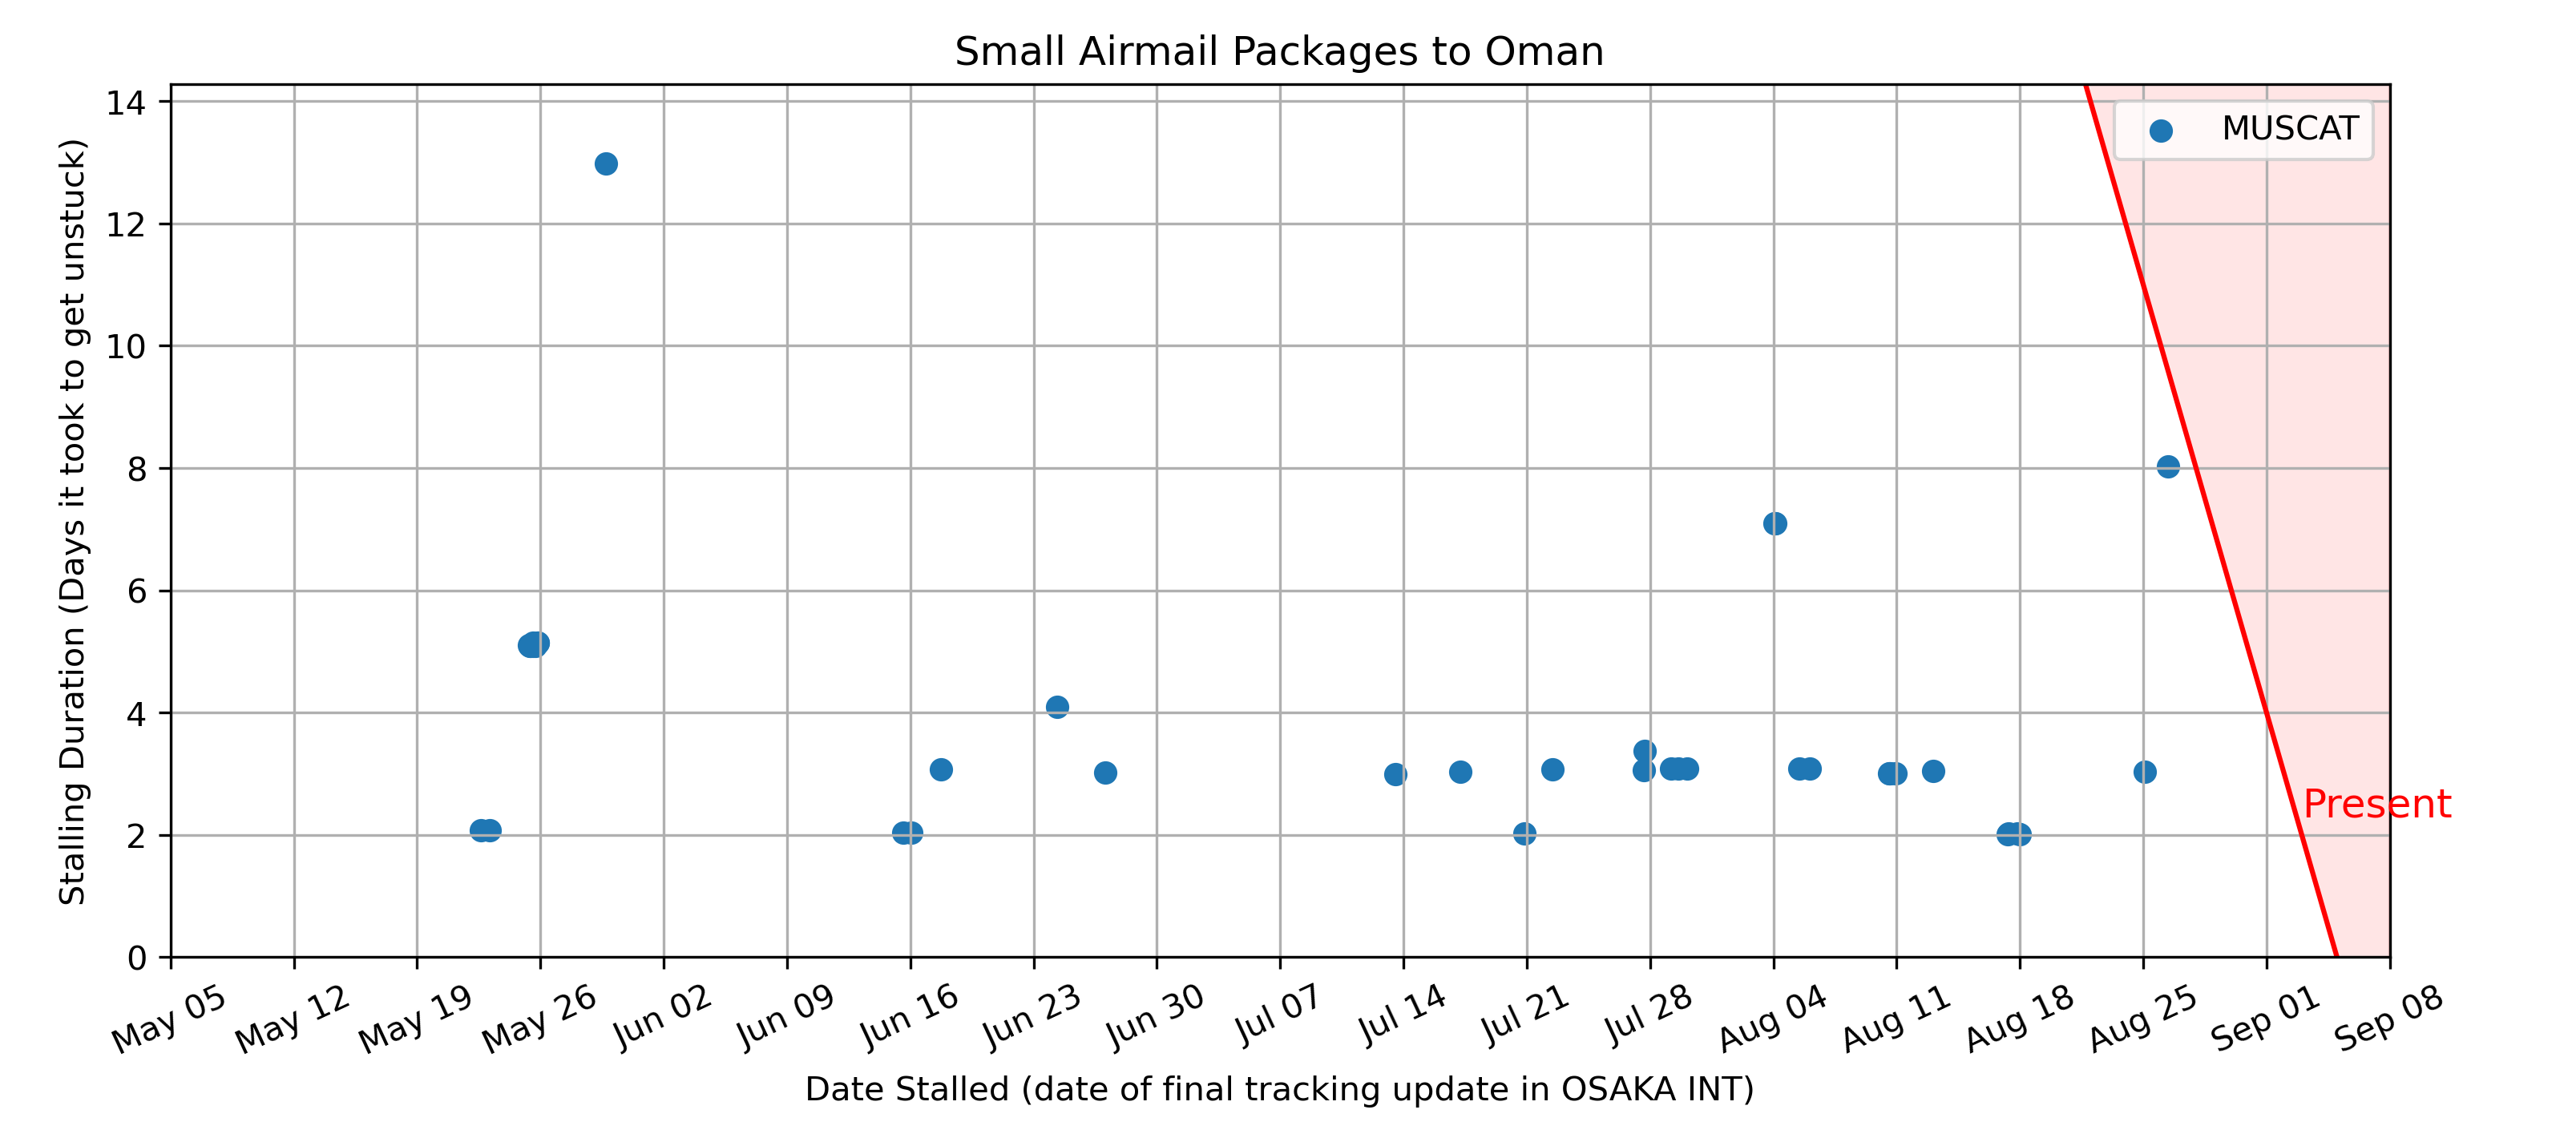 Small Airmail Packages to Oman
MUSCAT
Stalling Duration (Days it took to get unstuck)
14
12
10
8
6
4
2
0
Present
May 05
May 12
May 19
May 26
Jun 02
Jun 09
Jun 16
Jun 23
Jun 30
Jul 07
Jul 14
Jul 21
Jul 28
Aug 04
Aug 11
Aug 18
Aug 25
Sep 01
Sep 08
Date Stalled (date of final tracking update in OSAKA INT)